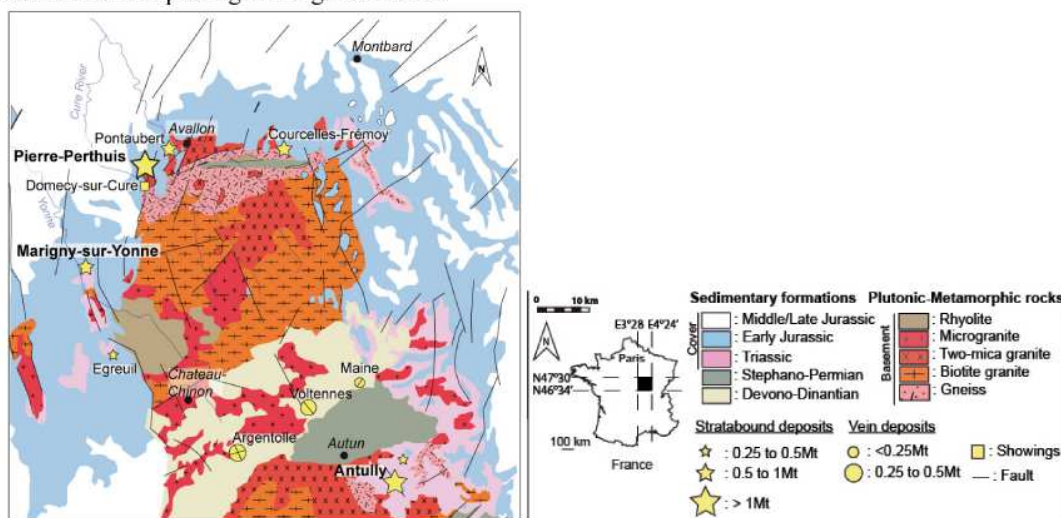 Montbard
N
Cure River
Pontaubert
Avallon
Courcelles-Frémoy
Pierre-Perthuis
Domecy-sur-Cure
Yonne
Marigny-sur-Yonne
Egreuil
Chateau-
Chinon
Maine
Voltennes
Argentolle
Autun
Antully
0 10 km
N
E3°28 E4°24'
Paris
N47°30'
N46°34'
100 km
France
Sedimentary formations
Cover
: Middle/Late Jurassic
: Early Jurassic
: Triassic
: Stephano-Permian
: Devono-Dinantian
Plutonic-Metamorphic rocks
Basement
: Rhyolite
: Microgranite
: Two-mica granite
: Biotite granite
: Gneiss
Stratabound deposits
: 0.25 to 0.5Mt
: 0.5 to 1Mt
: > 1Mt
Vein deposits
: <0.25Mt
: 0.25 to 0.5Mt
: Showings
: Fault